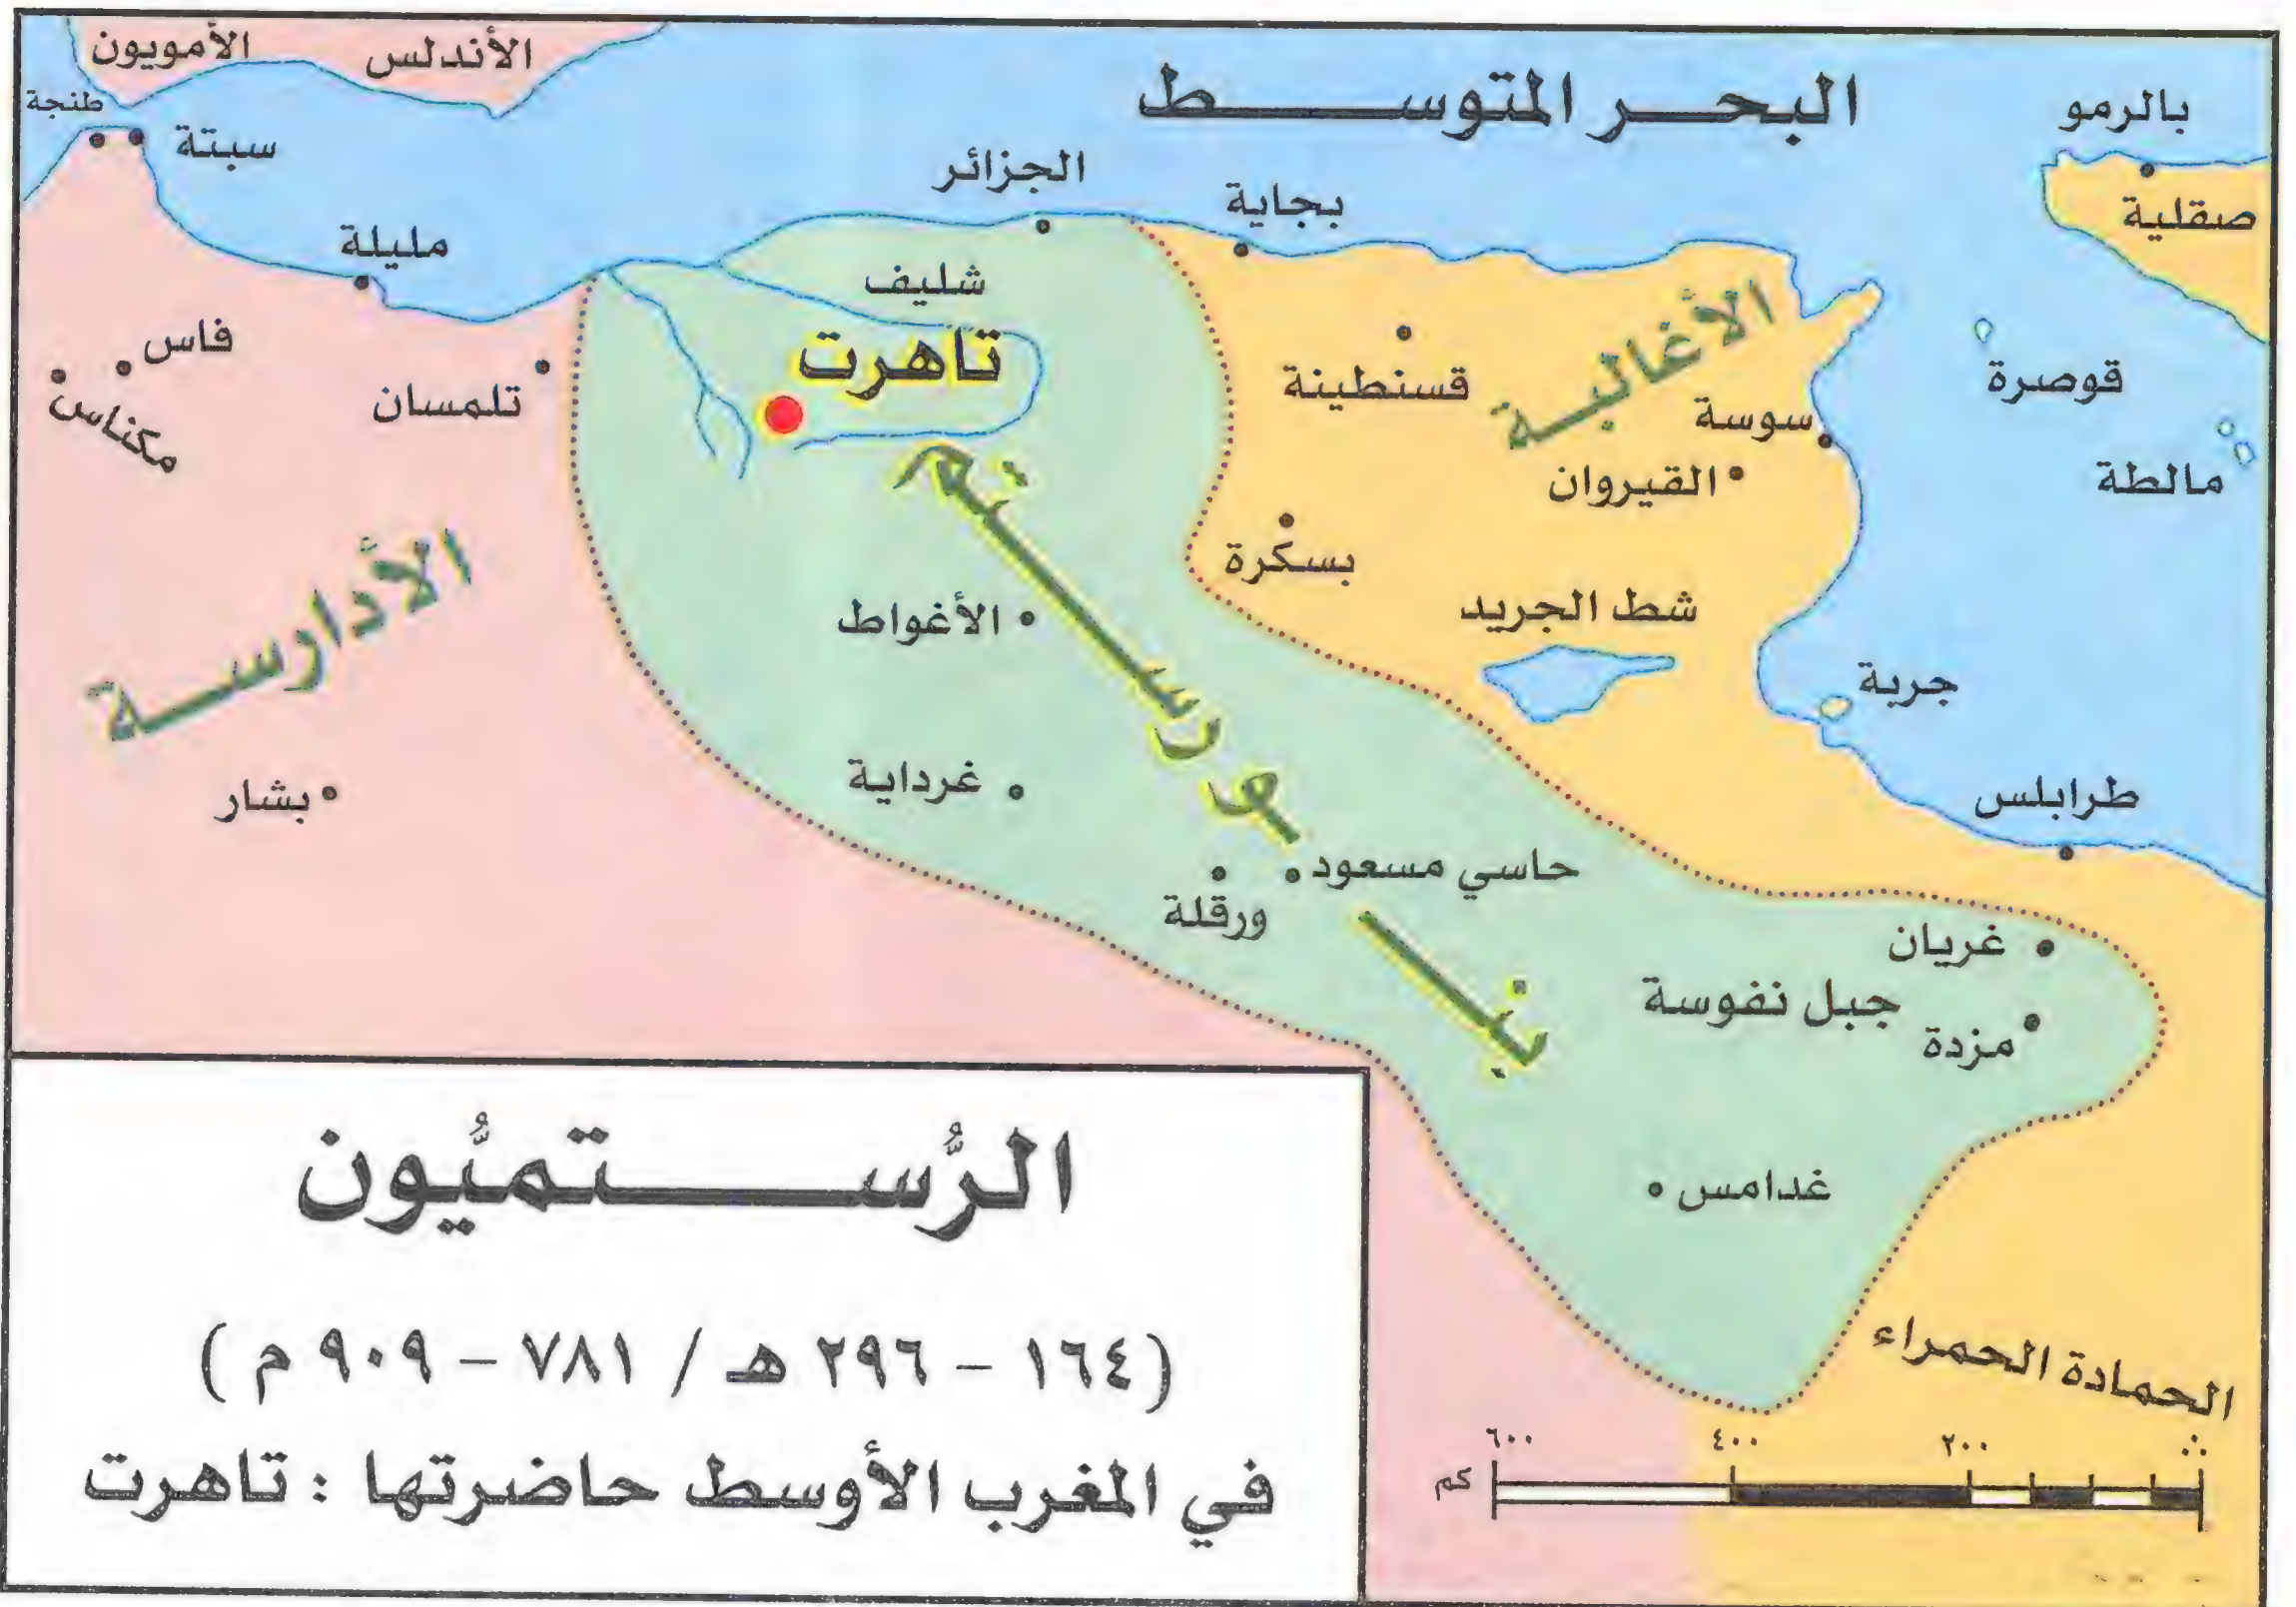 الأمويون
الأندلس
البحر المتوسط
بالرمو
صقلية
طنجة
سبتة
الجزائر
بجاية
مليلة
شليف
تاهرت
فاس
مكناس
تلمسان
قسنطينة
الأغالبة
سوسة
القيروان
قوصرة
مالطة
بسكرة
شط الجريد
جربة
الأدارسة
الأغواط
غرداية
بشار
طرابلس
حاسي مسعود
ورقلة
غريان
جبل نفوسة
مزدة
غدامس
الحمادة الحمراء
٦٠٠ ٤٠٠ ٢٠٠ ٠
كم
الرُّستميُّون
(١٦٤ – ٢٩٦ هـ / ٧٨١ – ٩٠٩ م)
في المغرب الأوسط حاضرتها : تاهرت